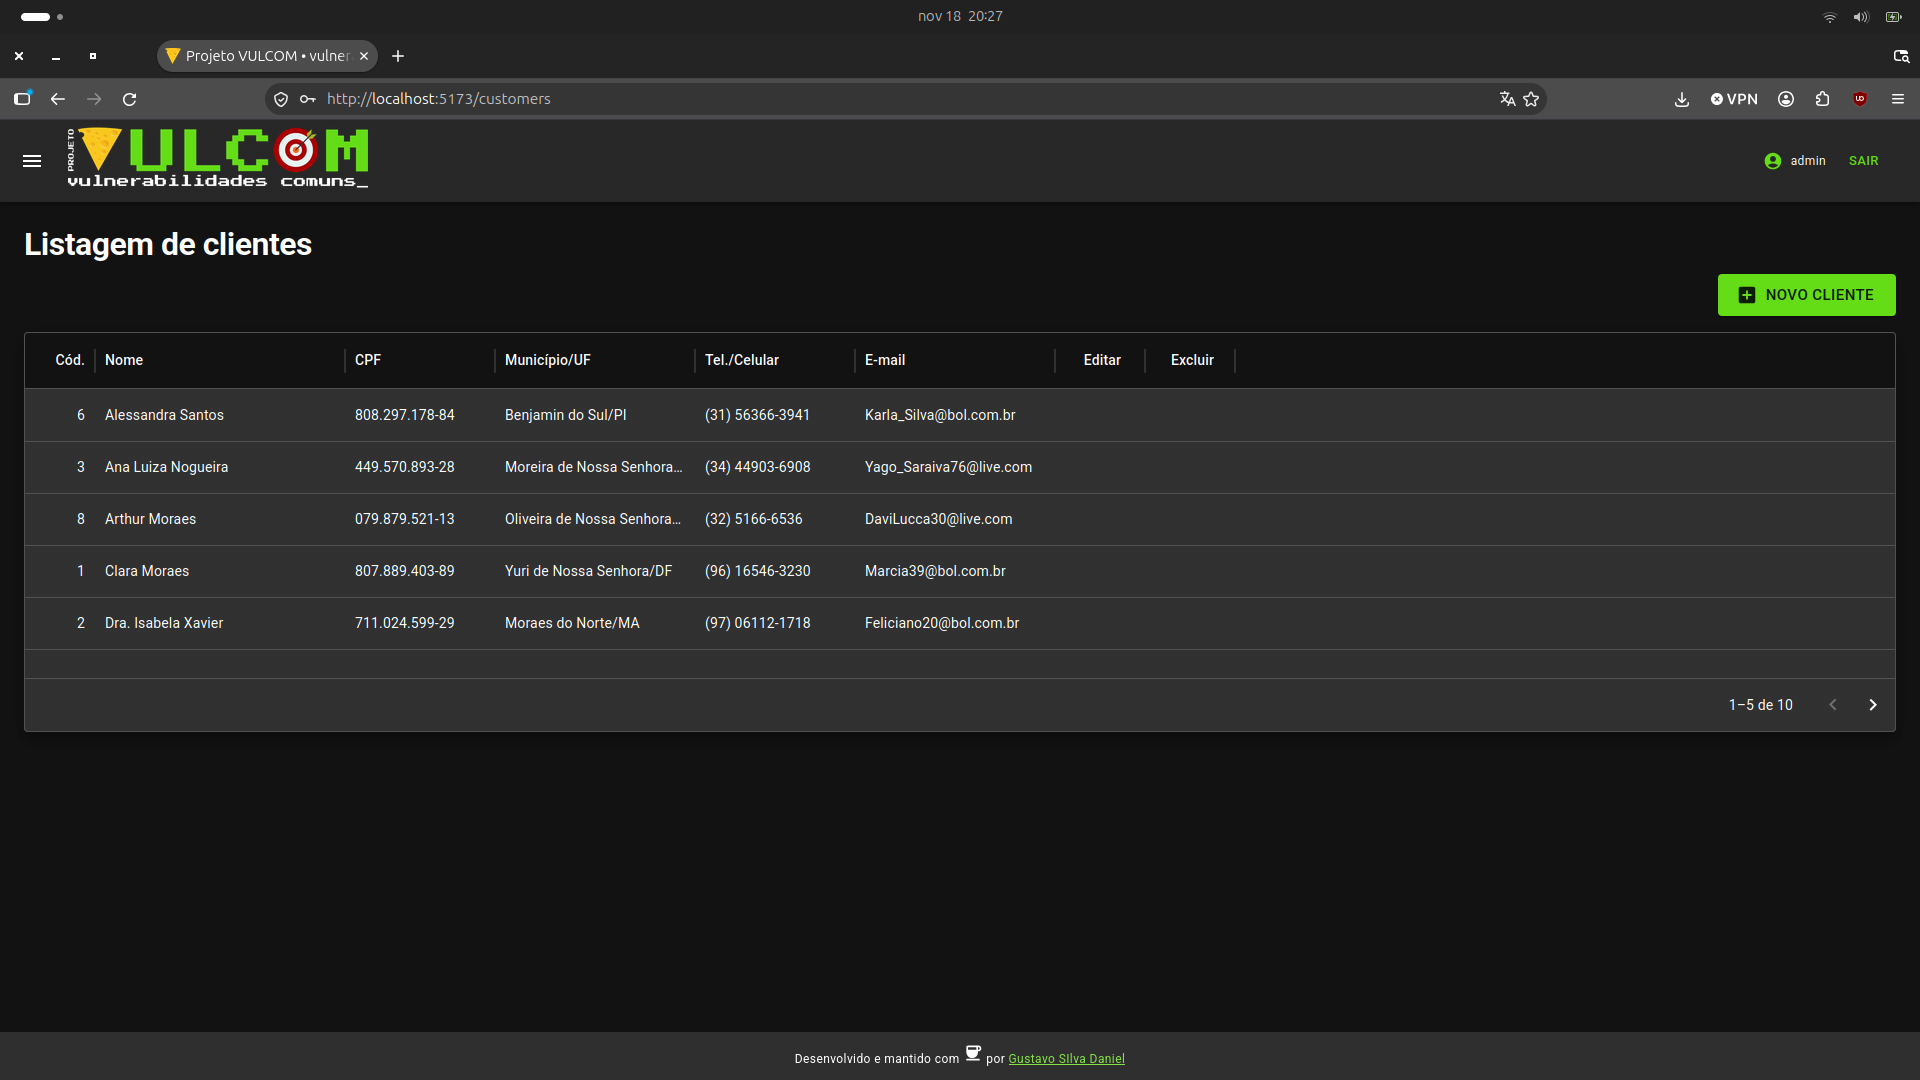 nov 18 20:27
Projeto VULCOM • vulner
http://localhost:5173/customers
VPN
PROJETO VULCOM
vulnerabilidades comuns_
admin SAIR
Listagem de clientes
NOVO CLIENTE
Cód. Nome CPF Município/UF Tel./Celular E-mail Editar Excluir
6 Alessandra Santos 808.297.178-84 Benjamin do Sul/PI (31) 56366-3941 Karla_Silva@bol.com.br
3 Ana Luiza Nogueira 449.570.893-28 Moreira de Nossa Senhora... (34) 44903-6908 Yago_Saraiva76@live.com
8 Arthur Moraes 079.879.521-13 Oliveira de Nossa Senhora... (32) 5166-6536 DaviLucca30@live.com
1 Clara Moraes 807.889.403-89 Yuri de Nossa Senhora/DF (96) 16546-3230 Marcia39@bol.com.br
2 Dra. Isabela Xavier 711.024.599-29 Moraes do Norte/MA (97) 06112-1718 Feliciano20@bol.com.br
1–5 de 10
Desenvolvido e mantido com por Gustavo SIlva Daniel